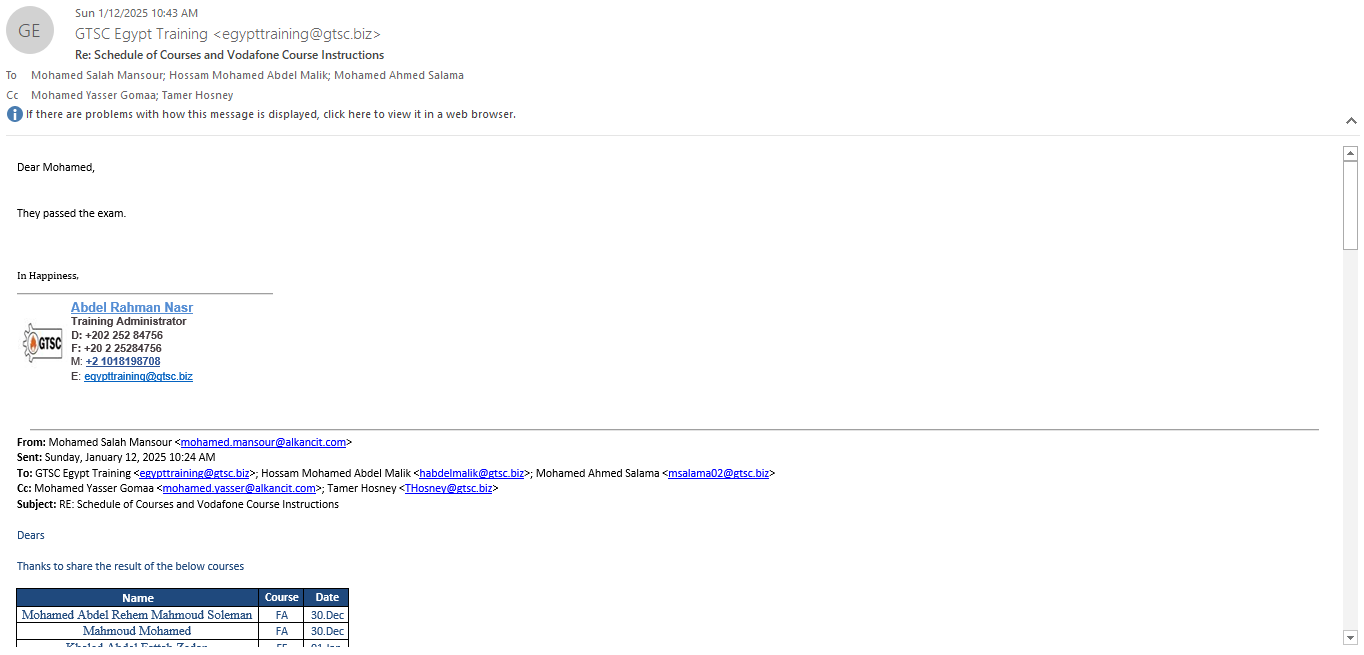 Sun 1/12/2025 10:43 AM
GE
GTSC Egypt Training <egypttraining@gtsc.biz>
Re: Schedule of Courses and Vodafone Course Instructions
To Mohamed Salah Mansour; Hossam Mohamed Abdel Malik; Mohamed Ahmed Salama
Cc Mohamed Yasser Gomaa; Tamer Hosney
If there are problems with how this message is displayed, click here to view it in a web browser.
Dear Mohamed,
They passed the exam.
In Happiness,
Abdel Rahman Nasr
Training Administrator
D: +202 252 84756
GTSC
F: +20 2 25284756
M: +2 1018198708
E: egypttraining@gtsc.biz
From: Mohamed Salah Mansour <mohamed.mansour@alkancit.com>
Sent: Sunday, January 12, 2025 10:24 AM
To: GTSC Egypt Training <egypttraining@gtsc.biz>; Hossam Mohamed Abdel Malik <habdelmalik@gtsc.biz>; Mohamed Ahmed Salama <msalama02@gtsc.biz>
Cc: Mohamed Yasser Gomaa <mohamed.yasser@alkancit.com>; Tamer Hosney <THosney@gtsc.biz>
Subject: RE: Schedule of Courses and Vodafone Course Instructions
Dears
Thanks to share the result of the below courses
Name Course Date
Mohamed Abdel Rehem Mahmoud Soleman FA 30.Dec
Mahmoud Mohamed FA 30.Dec
Khaled Abdel Fattah